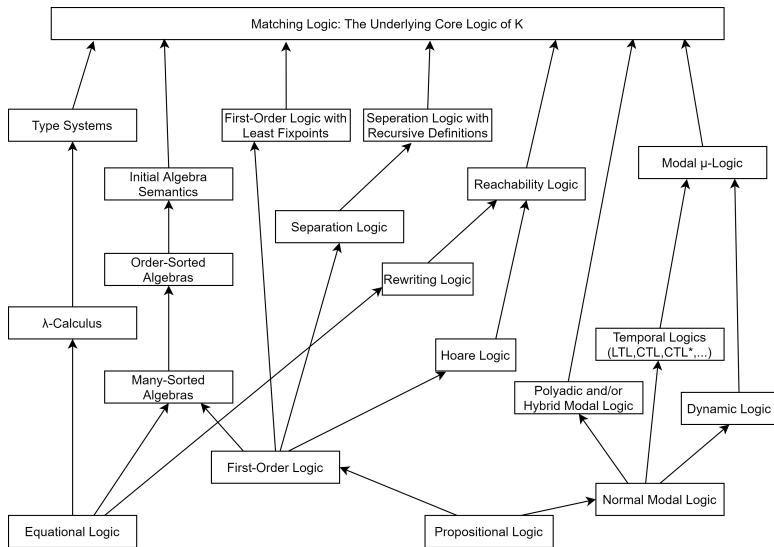 Matching Logic: The Underlying Core Logic of K
Type Systems
First-Order Logic with
Least Fixpoints
Seperation Logic with
Recursive Definitions
Modal μ-Logic
Initial Algebra
Semantics
Reachability Logic
Separation Logic
Order-Sorted
Algebras
Rewriting Logic
λ-Calculus
Temporal Logics
(LTL,CTL,CTL*,...)
Hoare Logic
Many-Sorted
Algebras
Polyadic and/or
Hybrid Modal Logic
Dynamic Logic
First-Order Logic
Normal Modal Logic
Equational Logic
Propositional Logic